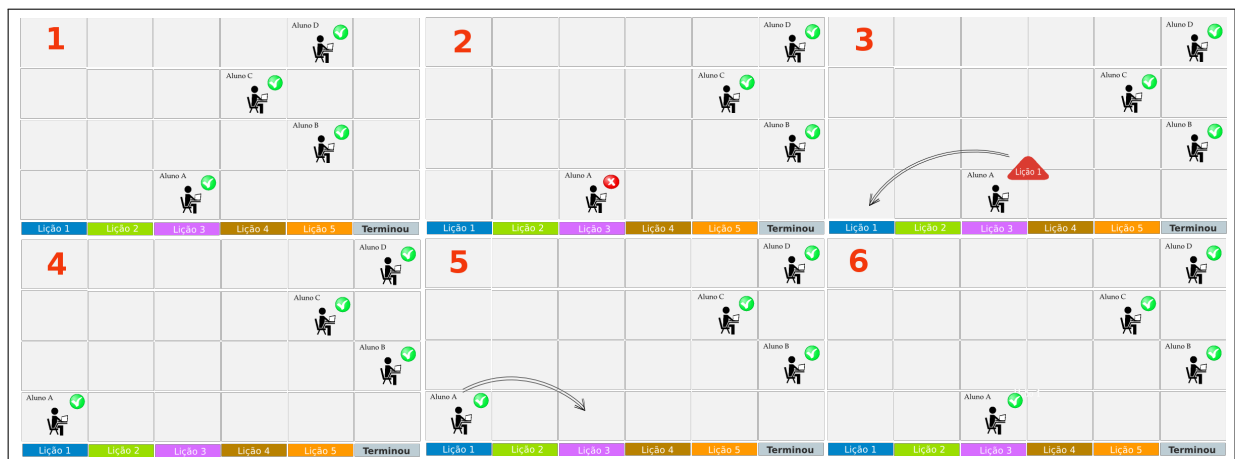 1
Aluno D
Aluno C
Aluno B
Aluno A
Lição 1 Lição 2 Lição 3 Lição 4 Lição 5 Terminou
2
Aluno D
Aluno C
Aluno B
Aluno A
Lição 1 Lição 2 Lição 3 Lição 4 Lição 5 Terminou
3
Aluno D
Aluno C
Aluno B
Aluno A
Lição 1
Lição 1 Lição 2 Lição 3 Lição 4 Lição 5 Terminou
4
Aluno D
Aluno C
Aluno B
Aluno A
Lição 1 Lição 2 Lição 3 Lição 4 Lição 5 Terminou
5
Aluno D
Aluno C
Aluno B
Aluno A
Lição 1 Lição 2 Lição 3 Lição 4 Lição 5 Terminou
6
Aluno D
Aluno C
Aluno B
Aluno A
Lição 1 Lição 2 Lição 3 Lição 4 Lição 5 Terminou